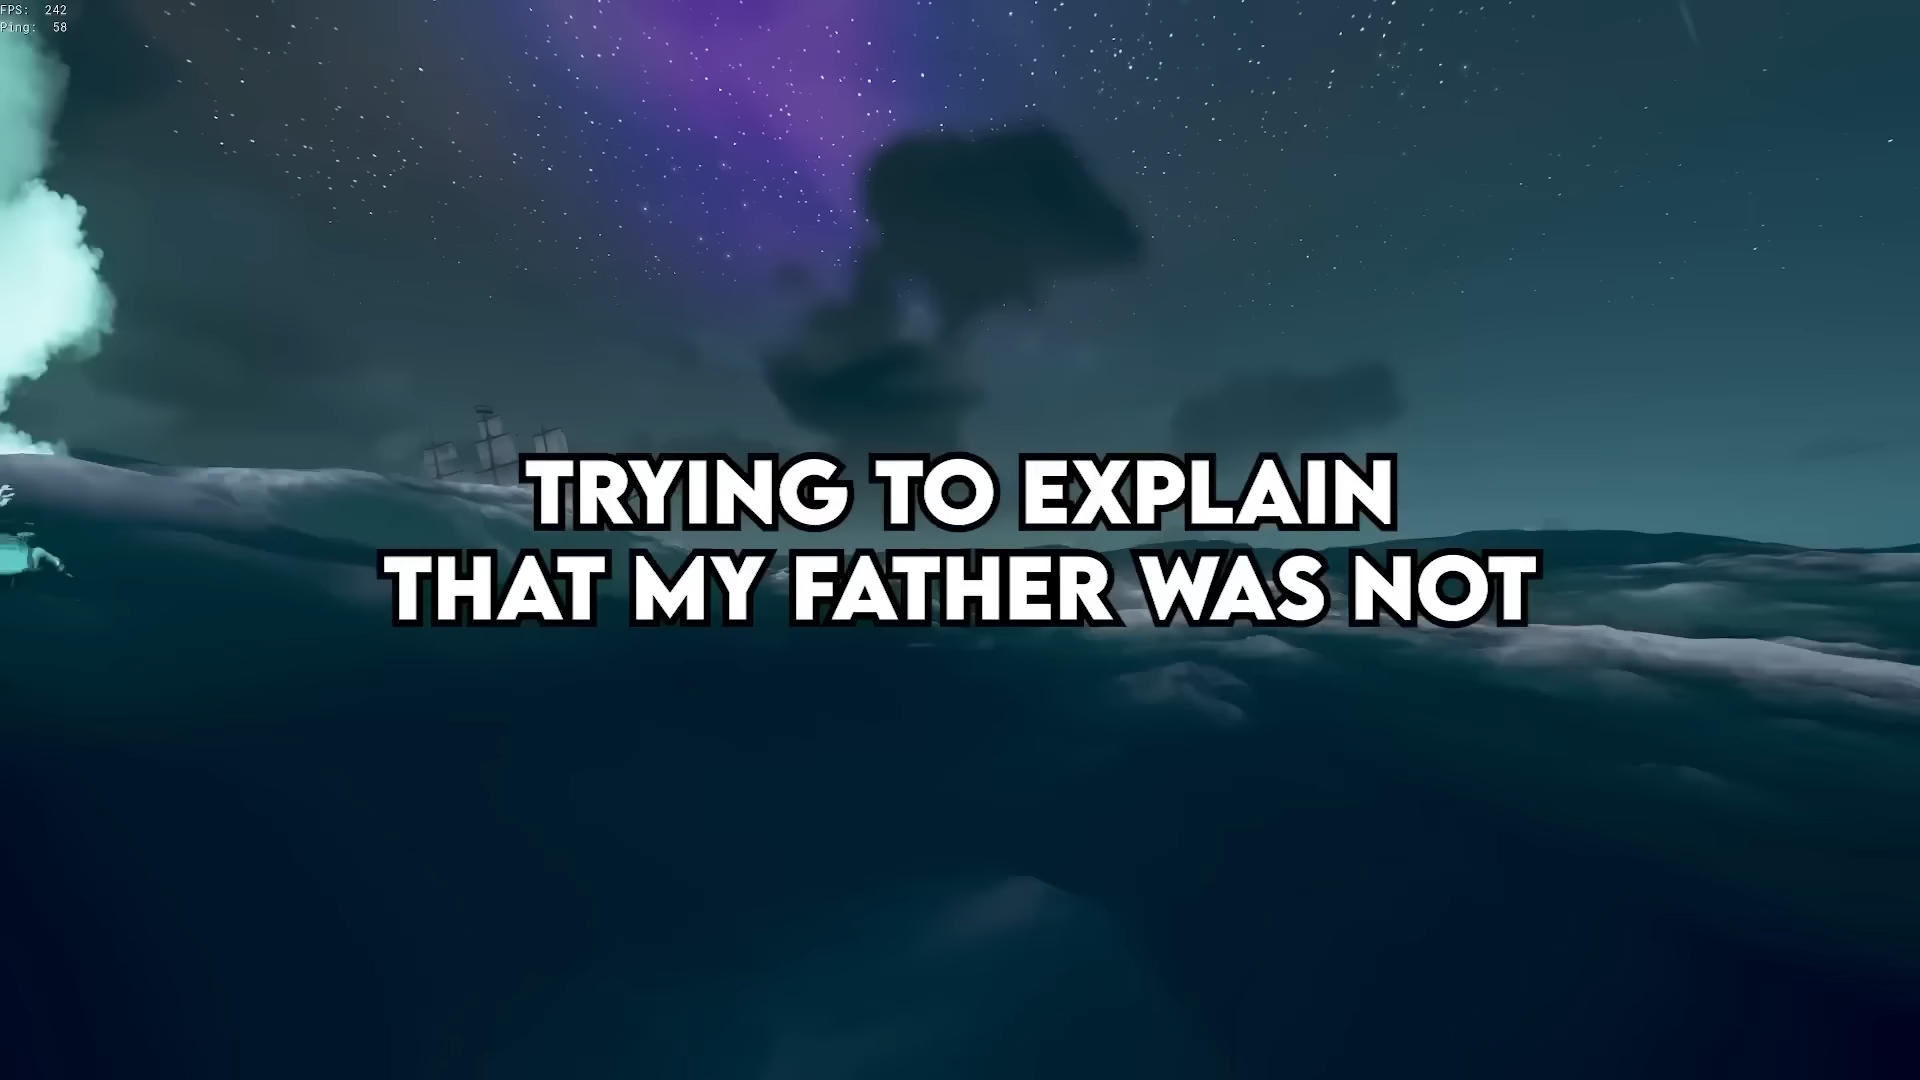 FPS: 242
Ping: 58
TRYING TO EXPLAIN
THAT MY FATHER WAS NOT